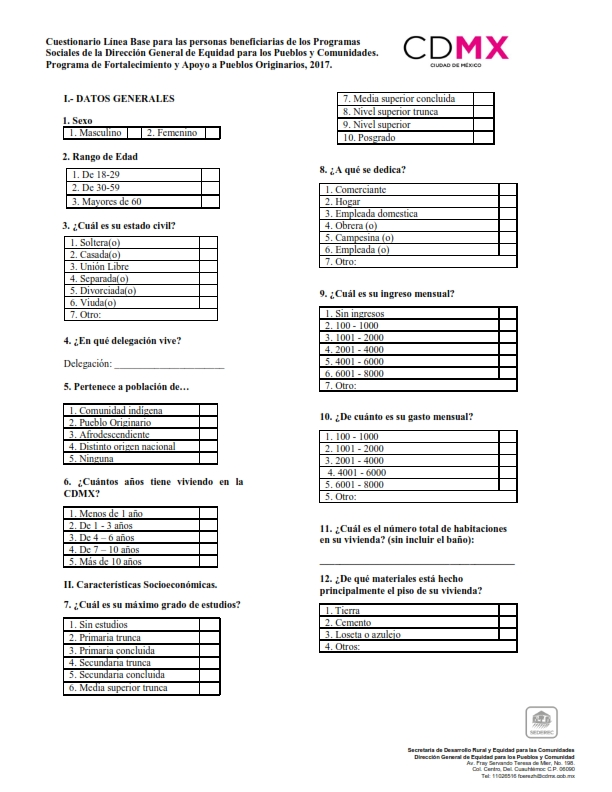 Cuestionario Línea Base para las personas beneficiarias de los Programas
Sociales de la Dirección General de Equidad para los Pueblos y Comunidades.
Programa de Fortalecimiento y Apoyo a Pueblos Originarios, 2017.
CDMX
CIUDAD DE MÉXICO
I.- DATOS GENERALES
1. Sexo
1. Masculino 2. Femenino
2. Rango de Edad
1. De 18-29
2. De 30-59
3. Mayores de 60
3. ¿Cuál es su estado civil?
1. Soltera(o)
2. Casada(o)
3. Unión Libre
4. Separada(o)
5. Divorciada(o)
6. Viuda(o)
7. Otro:
4. ¿En qué delegación vive?
Delegación: ______________________
5. Pertenece a población de…
1. Comunidad indígena
2. Pueblo Originario
3. Afrodescendiente
4. Distinto origen nacional
5. Ninguna
6. ¿Cuántos años tiene viviendo en la
CDMX?
1. Menos de 1 año
2. De 1 - 3 años
3. De 4 – 6 años
4. De 7 – 10 años
5. Más de 10 años
II. Características Socioeconómicas.
7. ¿Cuál es su máximo grado de estudios?
1. Sin estudios
2. Primaria trunca
3. Primaria concluida
4. Secundaria trunca
5. Secundaria concluida
6. Media superior trunca
7. Media superior concluida
8. Nivel superior trunca
9. Nivel superior
10. Posgrado
8. ¿A qué se dedica?
1. Comerciante
2. Hogar
3. Empleada domestica
4. Obrera (o)
5. Campesina (o)
6. Empleada (o)
7. Otro:
9. ¿Cuál es su ingreso mensual?
1. Sin ingresos
2. 100 - 1000
3. 1001 - 2000
4. 2001 - 4000
5. 4001 - 6000
6. 6001 - 8000
7. Otro:
10. ¿De cuánto es su gasto mensual?
1. 100 - 1000
2. 1001 - 2000
3. 2001 - 4000
4. 4001 - 6000
5. 6001 - 8000
5. Otro:
11. ¿Cuál es el número total de habitaciones
en su vivienda? (sin incluir el baño):
_______________________________________
12. ¿De qué materiales está hecho
principalmente el piso de su vivienda?
1. Tierra
2. Cemento
3. Loseta o azulejo
4. Otros:
SEDEREC
Secretaría de Desarrollo Rural y Equidad para las Comunidades
Dirección General de Equidad para los Pueblos y Comunidad
Av. Fray Servando Teresa de Mier, No. 198.
Col. Centro, Del. Cuauhtémoc C.P. 06090
Tel: 11026516